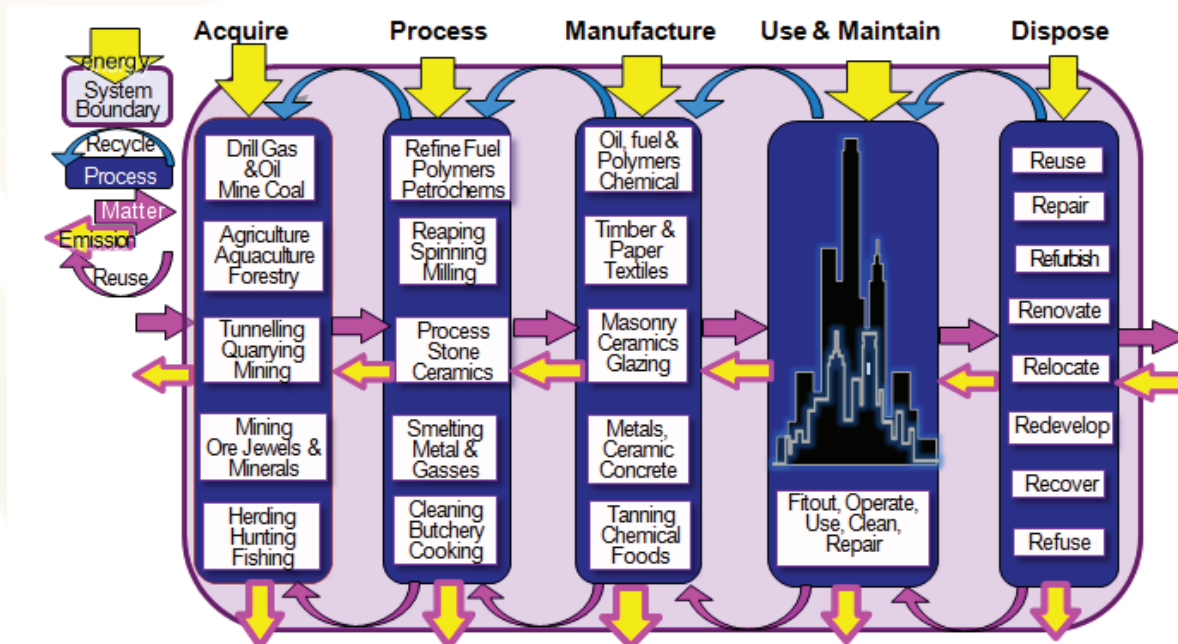 Acquire
Process
Manufacture
Use & Maintain
Dispose
energy
System
Boundary
Recycle
Process
Matter
Emission
Reuse
Drill Gas
&Oil
Mine Coal
Agriculture
Aquaculture
Forestry
Tunnelling
Quarrying
Mining
Mining
Ore Jewels &
Minerals
Herding
Hunting
Fishing
Refine Fuel
Polymers
Petrochems
Reaping
Spinning
Milling
Process
Stone
Ceramics
Smelting
Metal &
Gasses
Cleaning
Butchery
Cooking
Oil, fuel &
Polymers
Chemical
Timber &
Paper
Textiles
Masonry
Ceramics
Glazing
Metals,
Ceramic
Concrete
Tanning
Chemical
Foods
Fitout, Operate,
Use, Clean,
Repair
Reuse
Repair
Refurbish
Renovate
Relocate
Redevelop
Recover
Refuse